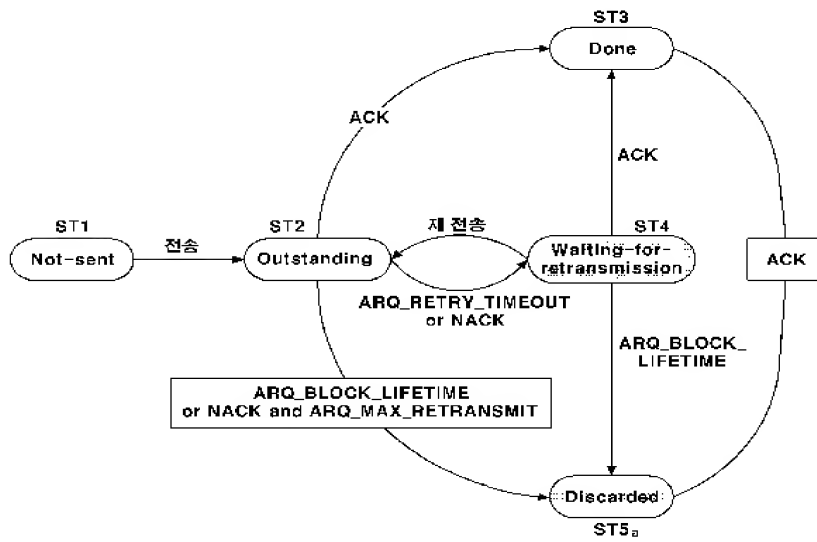 ST3
Done
ACK
ACK
ST1
Not-sent
전송
ST2
Outstanding
재 전송
ST4
Waiting-for-
retransmission
ACK
ARQ_RETRY_TIMEOUT
or NACK
ARQ_BLOCK_
LIFETIME
ARQ_BLOCK_LIFETIME
or NACK and ARQ_MAX_RETRANSMIT
Discarded
ST5a